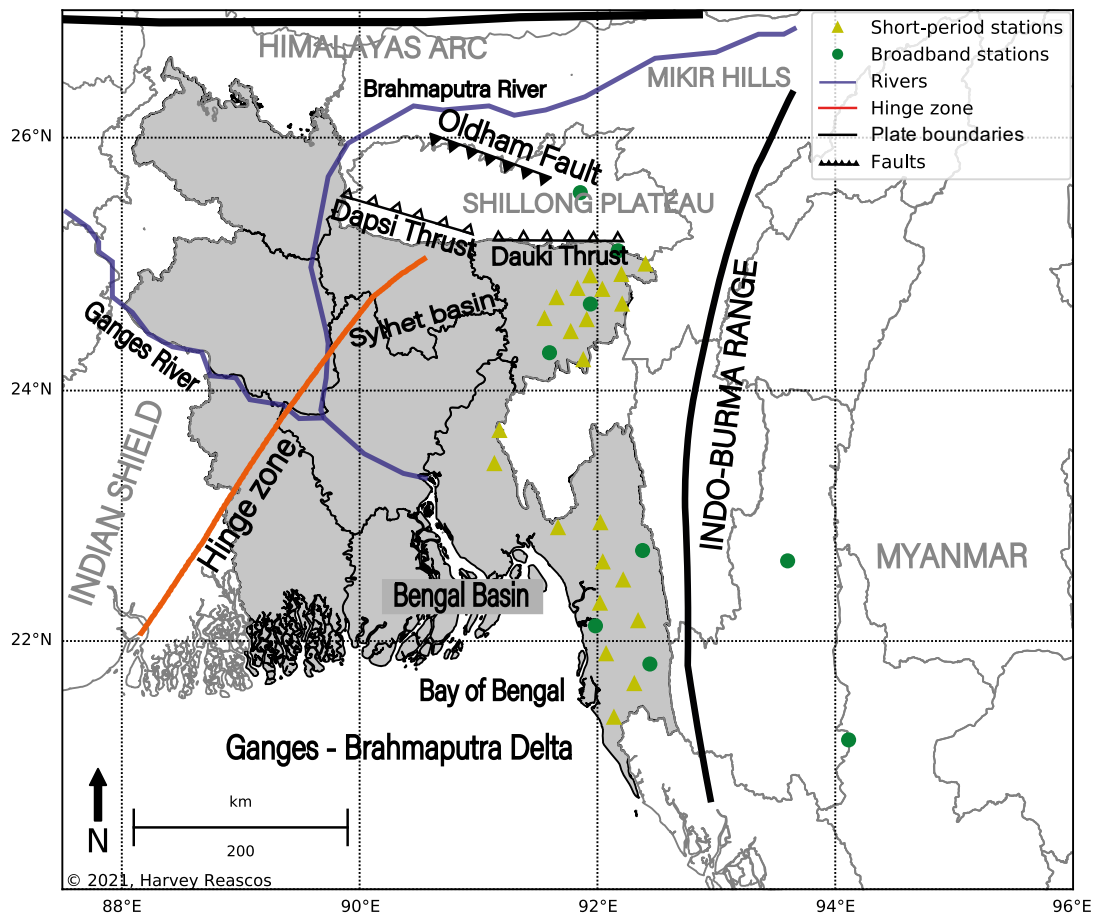 HIMALAYAS ARC
Short-period stations
Broadband stations
Rivers
Hinge zone
Plate boundaries
Faults
MIKIR HILLS
Brahmaputra River
26°N
Oldham Fault
SHILLONG PLATEAU
Dapsi Thrust
Dauki Thrust
Sylhet basin
Ganges River
24°N
INDO-BURMA RANGE
INDIAN SHIELD
Hinge zone
MYANMAR
Bengal Basin
22°N
Bay of Bengal
Ganges - Brahmaputra Delta
km
200
N
© 2021, Harvey Reascos
88°E 90°E 92°E 94°E 96°E